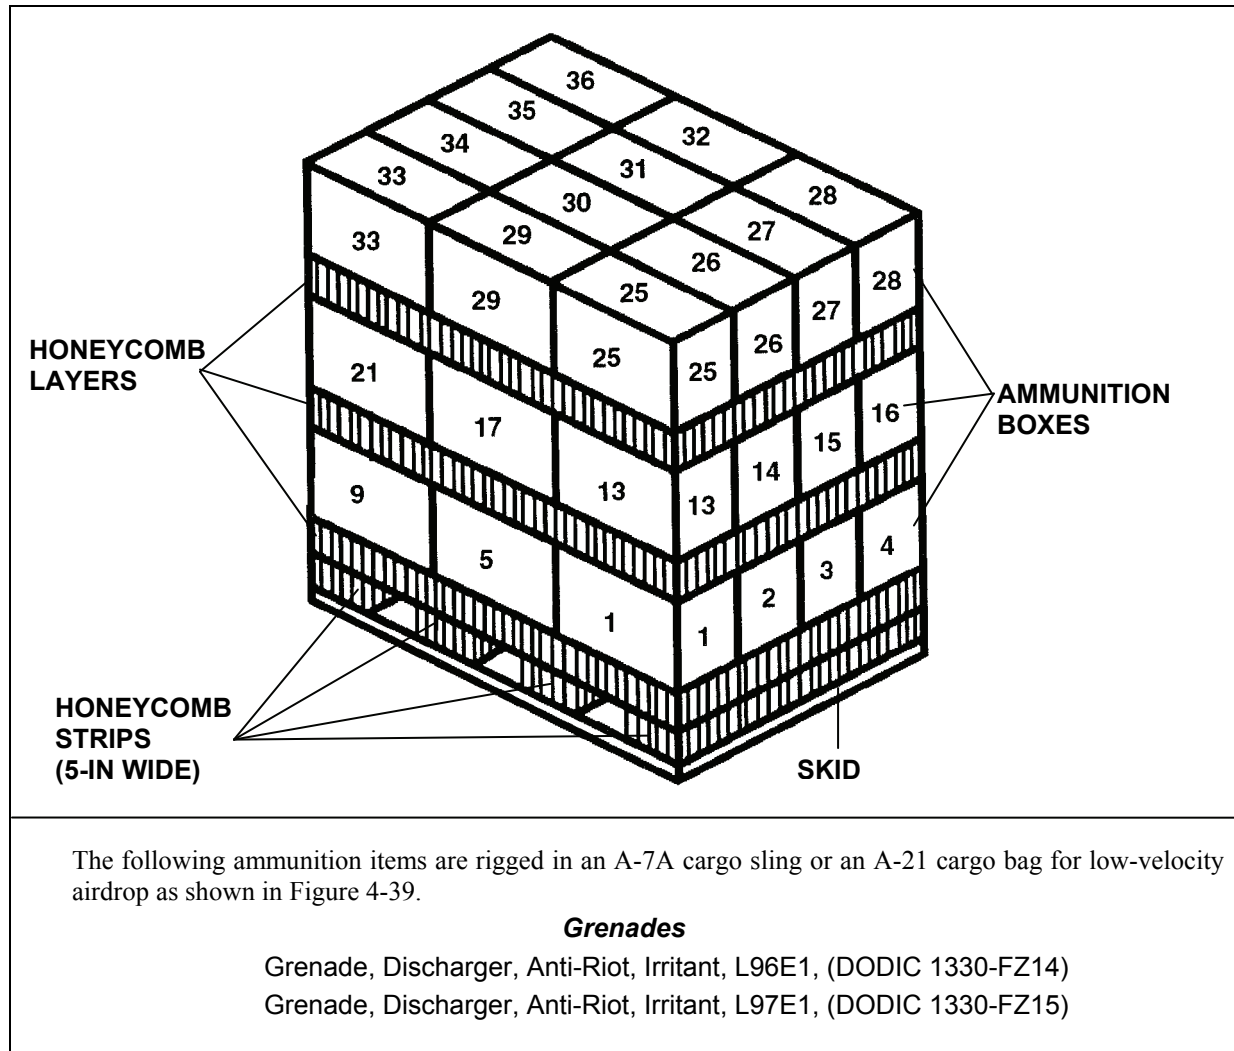 36
35
32
34
31
33
28
30
33
29
27
28
26
29
25
27
26
25
25
HONEYCOMB
LAYERS
21
17
16
AMMUNITION
BOXES
15
14
13
13
9
5
4
3
2
1
1
HONEYCOMB
STRIPS
(5-IN WIDE)
SKID
The following ammunition items are rigged in an A-7A cargo sling or an A-21 cargo bag for low-velocity
airdrop as shown in Figure 4-39.
Grenades
Grenade, Discharger, Anti-Riot, Irritant, L96E1, (DODIC 1330-FZ14)
Grenade, Discharger, Anti-Riot, Irritant, L97E1, (DODIC 1330-FZ15)